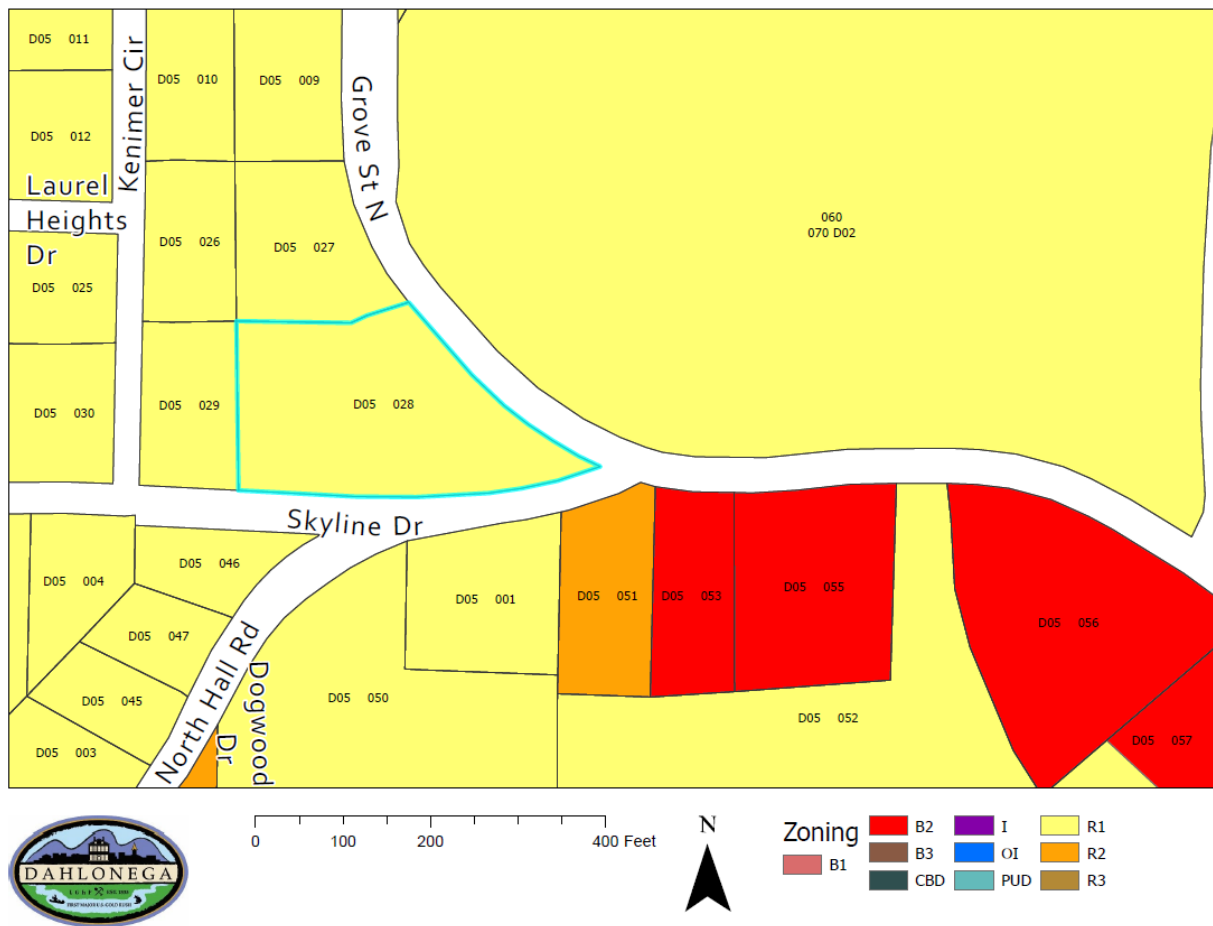 D05 011
D05 010
D05 009
D05 012
Kenimer Cir
Grove St N
Laurel
Heights
Dr
060
070 D02
D05 026
D05 027
D05 025
D05 029
D05 028
D05 030
Skyline Dr
D05 046
D05 004
D05 001
D05 051
D05 053
D05 055
D05 056
D05 047
D05 045
D05 050
D05 052
D05 003
D05 057
North Hall Rd
Dogwood
Dr
0 100 200 400 Feet
N
Zoning
B1
B2
B3
CBD
I
OI
PUD
R1
R2
R3
DAHLONEGA